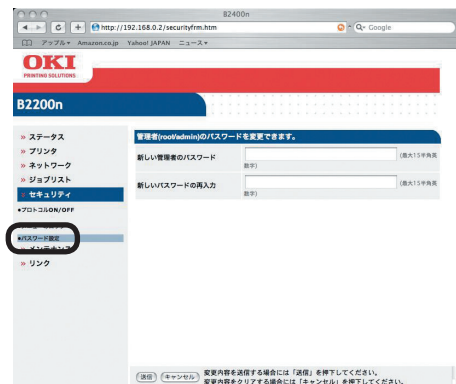 B2400n
http://192.168.0.2/securityfrm.htm
Q- Google
アップル▾ Amazon.co.jp Yahoo! JAPAN ニュース▾
OKI
PRINTING SOLUTIONS
B2200n
» ステータス
» プリンタ
» ネットワーク
» ジョブリスト
» セキュリティ
•プロトコルON/OFF
•パスワード設定
» メンテナンス
» リンク
管理者(root/admin)のパスワードを変更できます。
新しい管理者のパスワード
(最大15半角英数字)
新しいパスワードの再入力
(最大15半角英数字)
送信 キャンセル
変更内容を送信する場合には「送信」を押下してください。
変更内容をクリアする場合には「キャンセル」を押下してください。